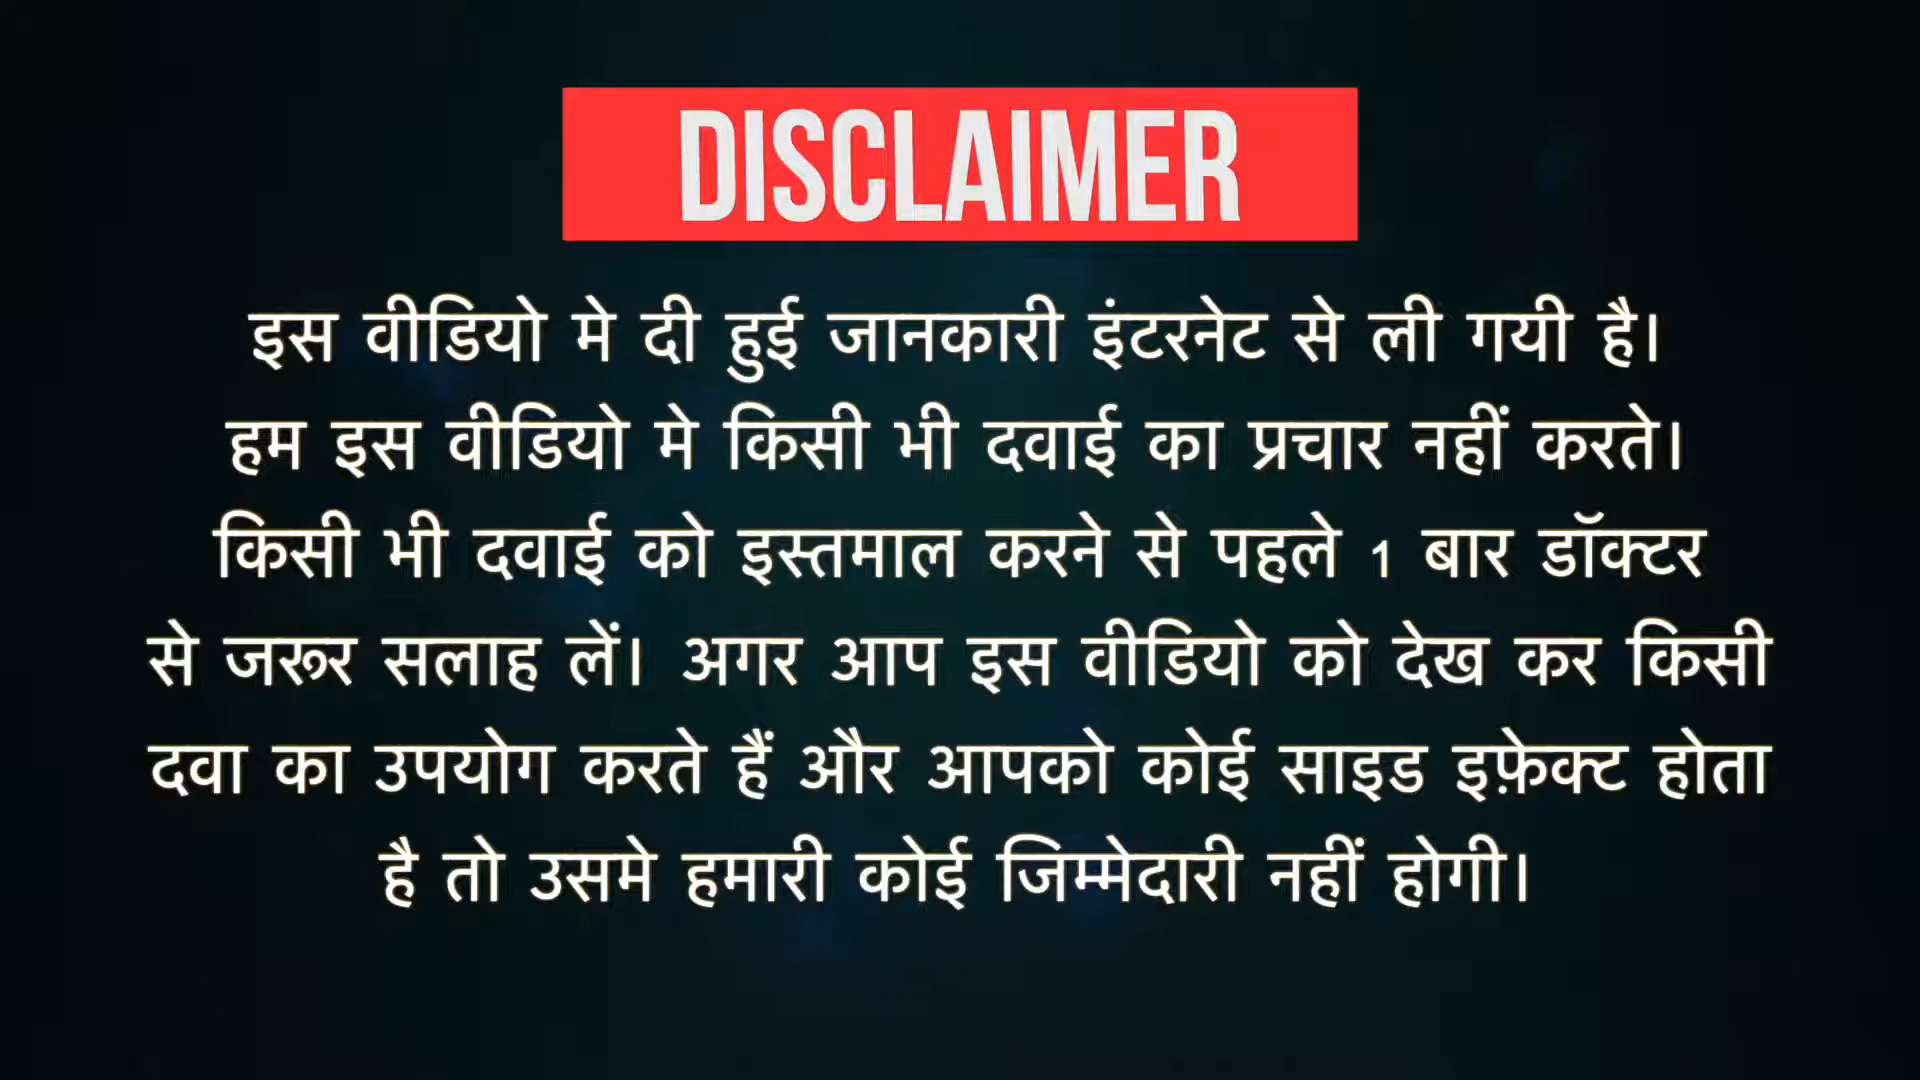 DISCLAIMER
इस वीडियो मे दी हुई जानकारी इंटरनेट से ली गयी है।
हम इस वीडियो मे किसी भी दवाई का प्रचार नहीं करते।
किसी भी दवाई को इस्तमाल करने से पहले 1 बार डॉक्टर
से जरूर सलाह लें। अगर आप इस वीडियो को देख कर किसी
दवा का उपयोग करते हैं और आपको कोई साइड इफ़ेक्ट होता
है तो उसमे हमारी कोई जिम्मेदारी नहीं होगी।